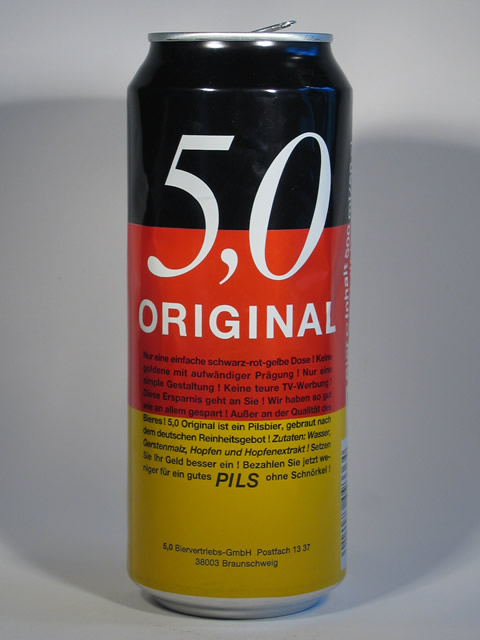 5,0
ORIGINAL
Nur eine einfache schwarz-rot-gelbe Dose ! Keine
goldene mit aufwändiger Prägung ! Nur eine
simple Gestaltung ! Keine teure TV-Werbung !
Diese Ersparnis geht an Sie ! Wir haben so gut
wie an allem gespart ! Außer an der Qualität des
Bieres ! 5,0 Original ist ein Pilsbier, gebraut nach
dem deutschen Reinheitsgebot ! Zutaten: Wasser,
Gerstenmalz, Hopfen und Hopfenextrakt ! Setzen
Sie Ihr Geld besser ein ! Bezahlen Sie jetzt we-
niger für ein gutes PILS ohne Schnörkel !
5,0 Biervertriebs-GmbH Postfach 13 37
38003 Braunschweig
Inhalt 500 ml